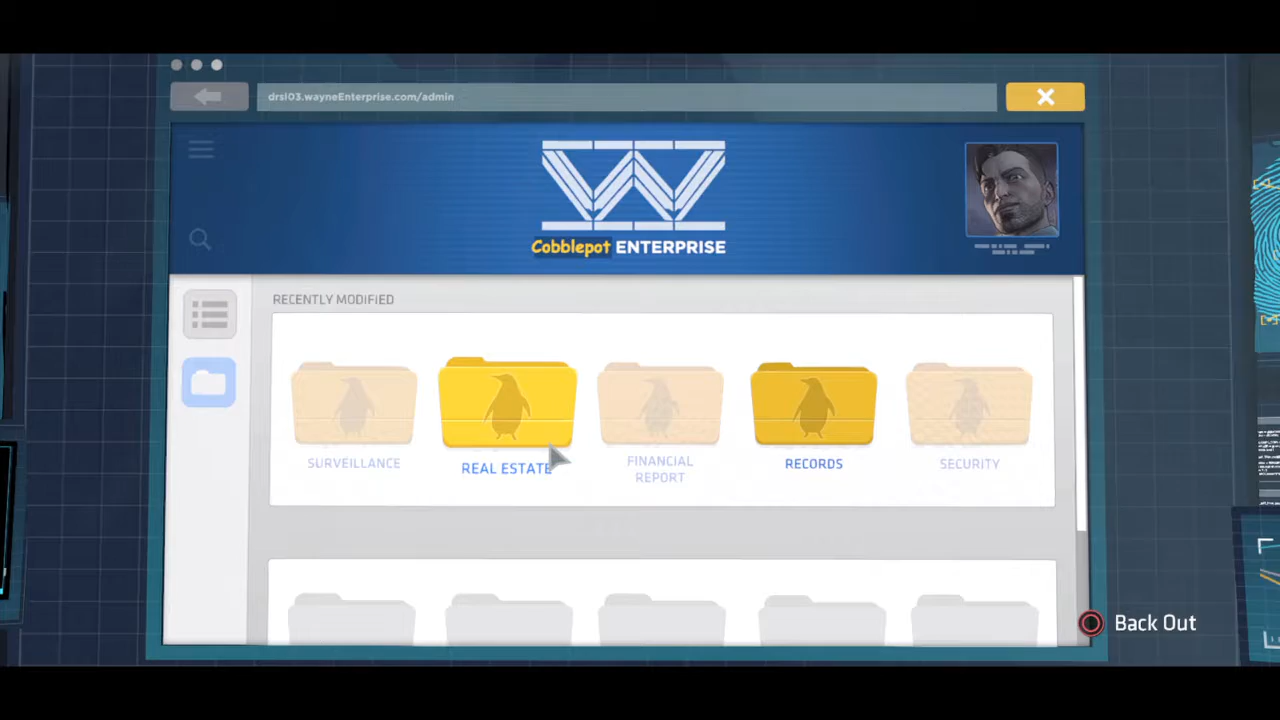 drsl03.wayneEnterprise.com/admin
Cobblepot ENTERPRISE
RECENTLY MODIFIED
SURVEILLANCE
REAL ESTATE
FINANCIAL
REPORT
RECORDS
SECURITY
Back Out